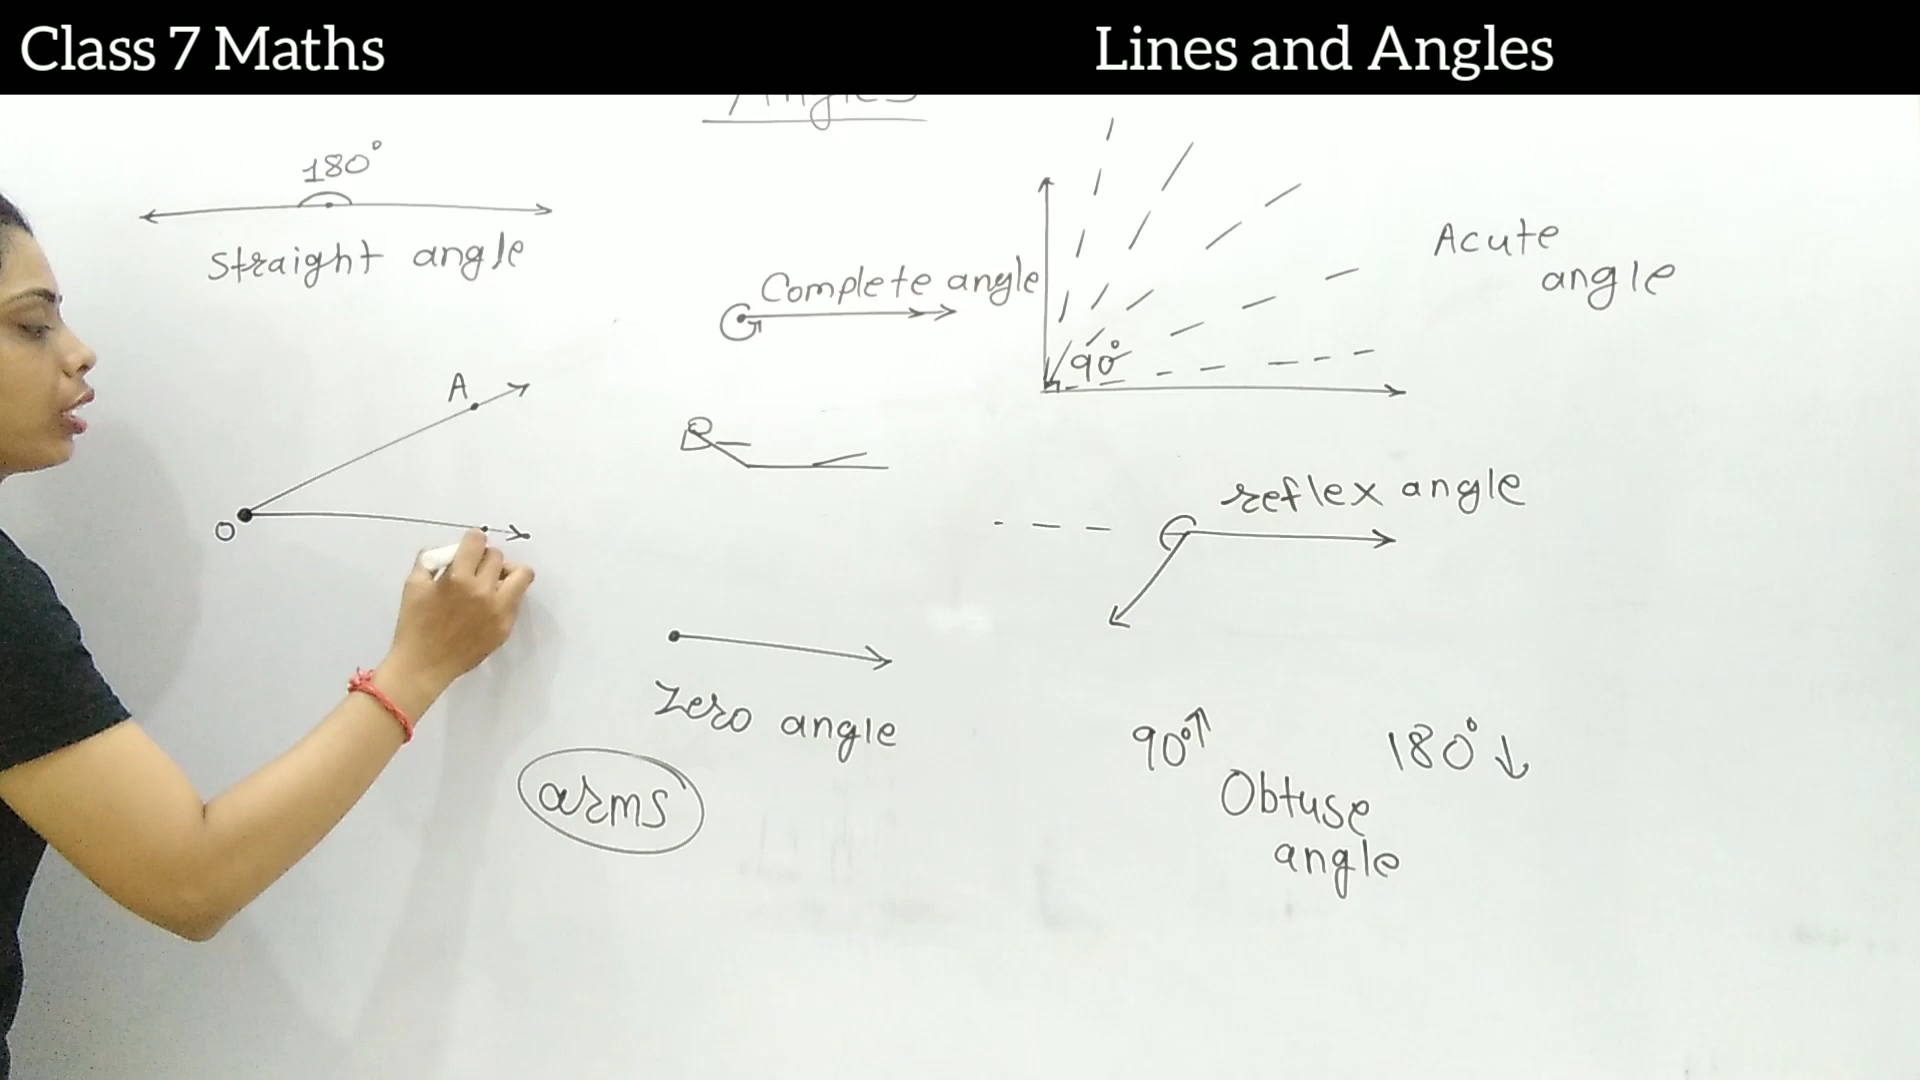 Class 7 Maths
Lines and Angles
Angles
180°
straight angle
Complete angle
Acute
angle
90°
A
O
reflex angle
Zero angle
arms
90°↑
180°↓
Obtuse
angle